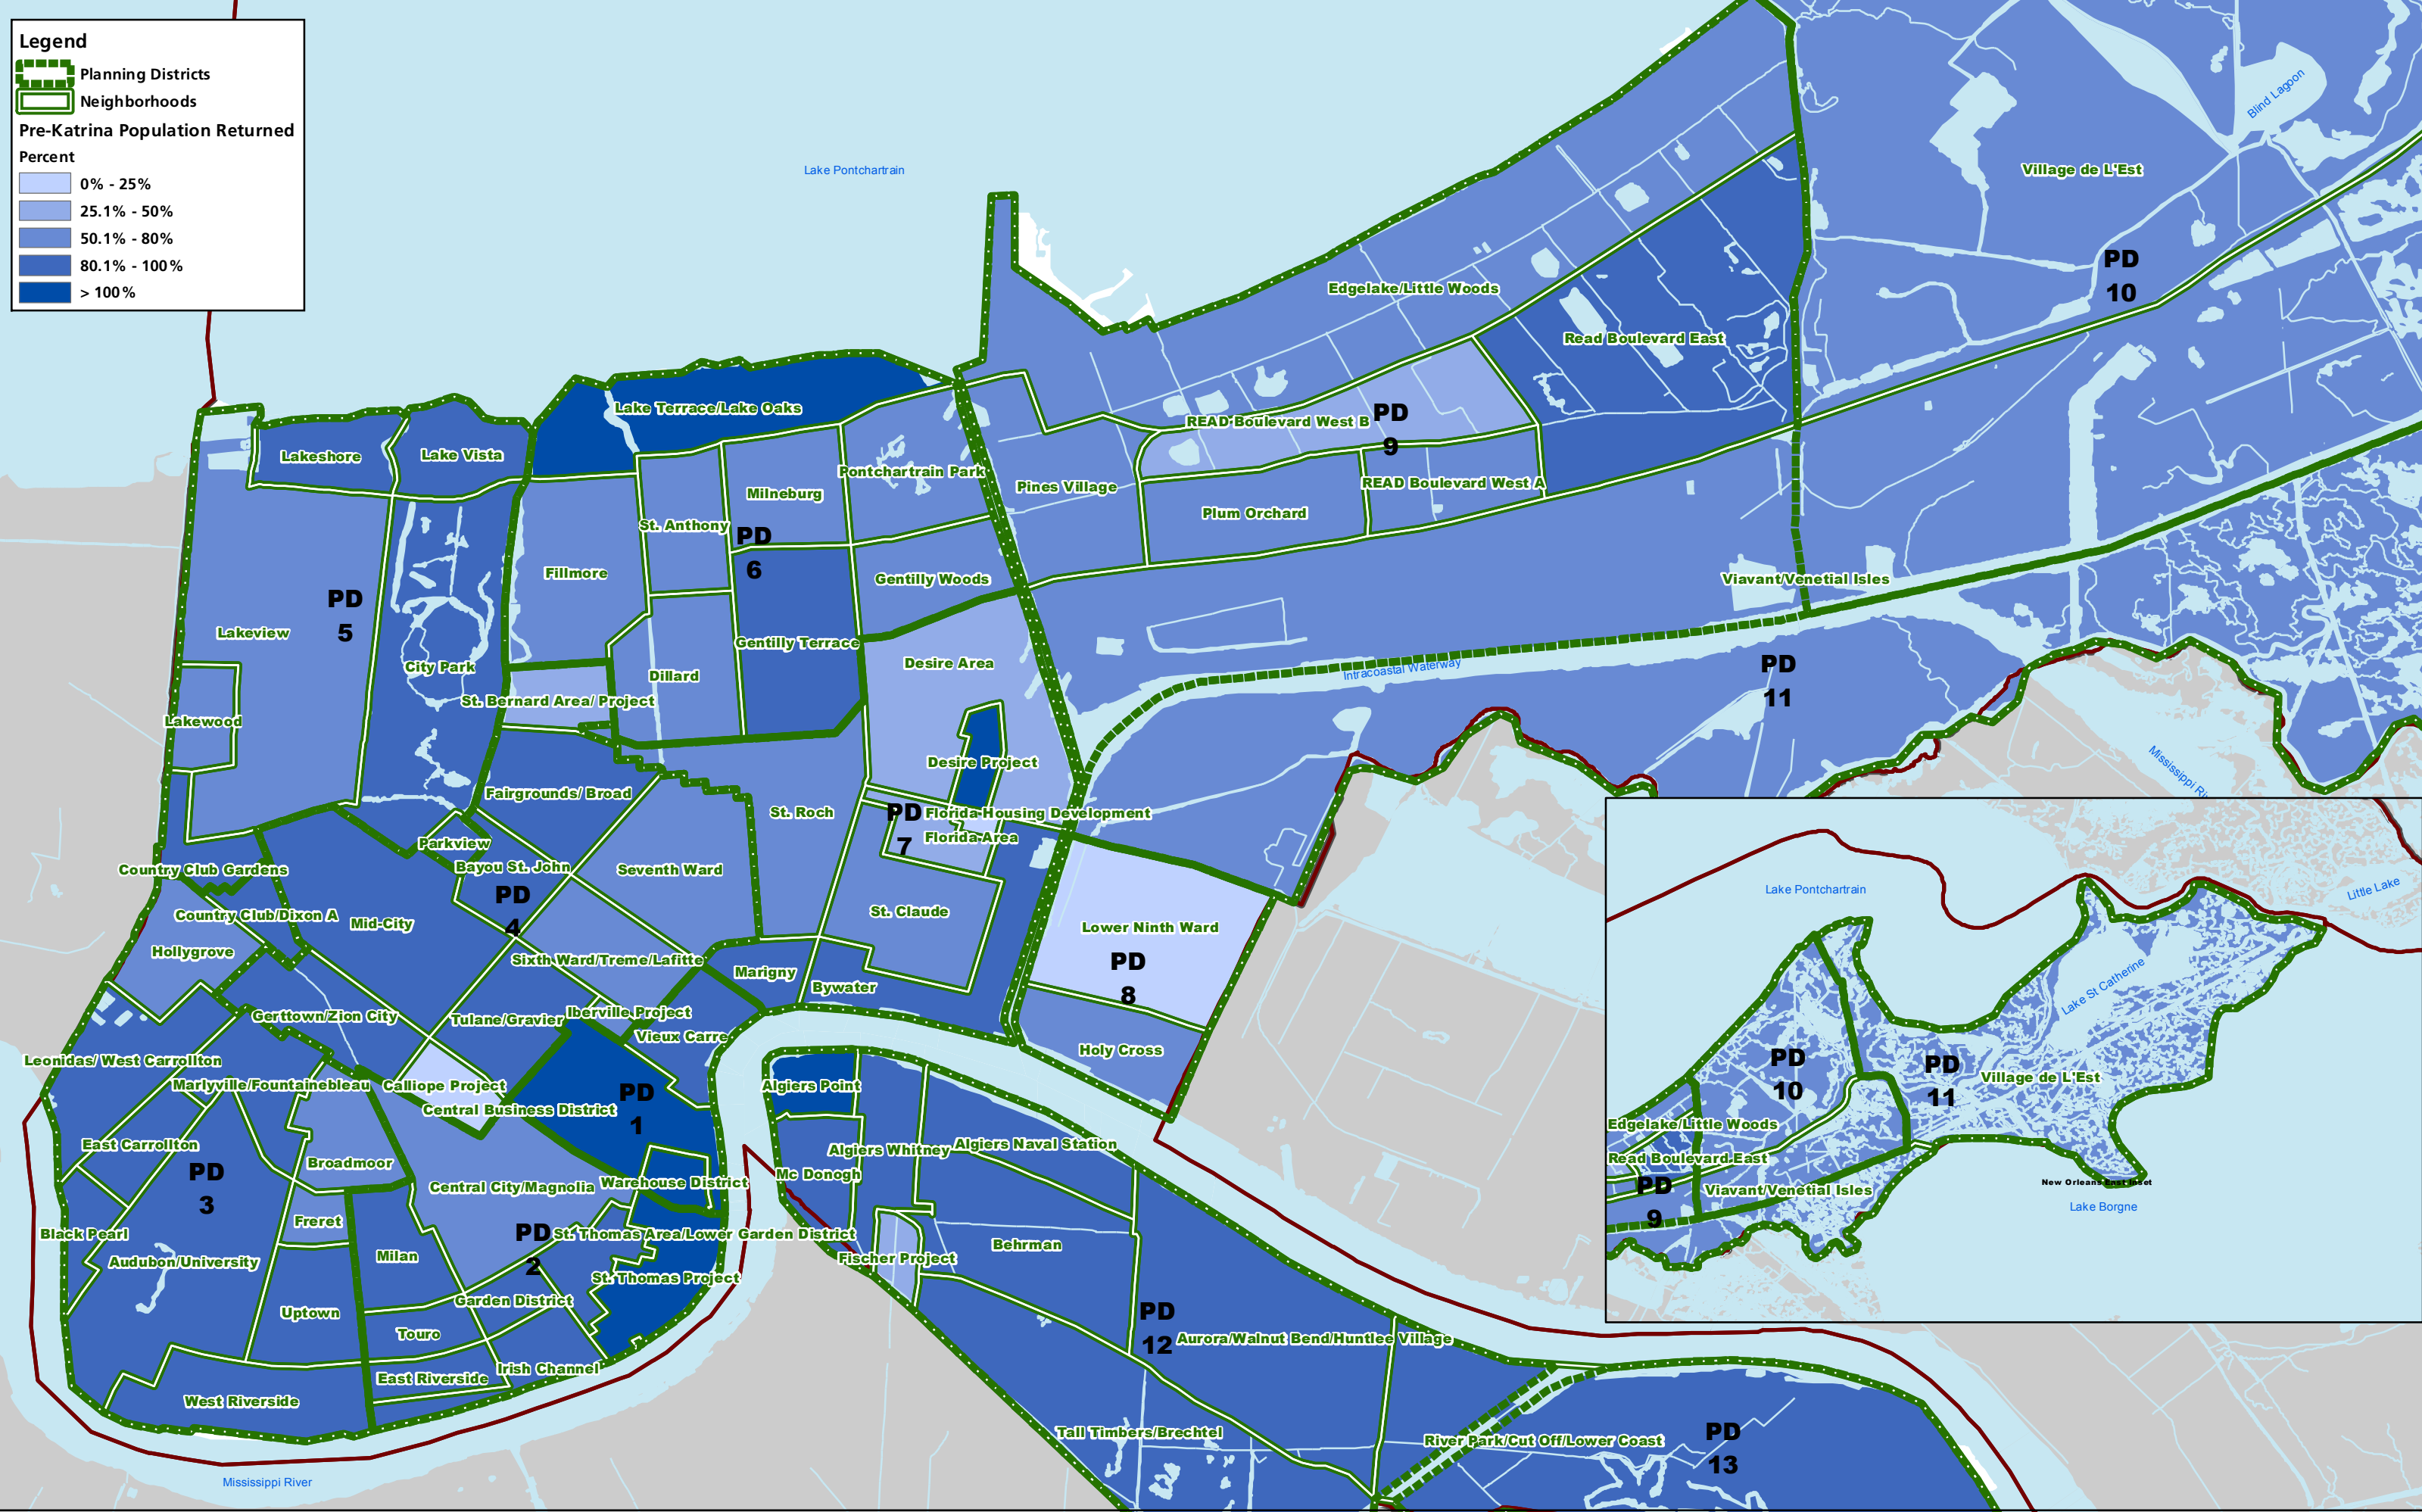 Legend
Planning Districts
Neighborhoods
Pre-Katrina Population Returned
Percent
0% - 25%
25.1% - 50%
50.1% - 80%
80.1% - 100%
> 100%
Lake Pontchartrain
Blind Lagoon
Village de L'Est
PD
10
Edgelake/Little Woods
Read Boulevard East
Lake Terrace/Lake Oaks
READ Boulevard West B
PD
9
Lakeshore
Lake Vista
Pontchartrain Park
Milneburg
Pines Village
READ Boulevard West A
Plum Orchard
St. Anthony
PD
6
Fillmore
Gentilly Woods
Viavant/Venetial Isles
PD
5
Lakeview
City Park
Gentilly Terrace
Desire Area
Dillard
Intracoastal Waterway
PD
11
St. Bernard Area/ Project
Lakewood
Desire Project
Mississippi Riv
Fairgrounds/ Broad
St. Roch
PD
7
Florida Housing Development
Florida Area
Parkview
Bayou St. John
Country Club Gardens
Seventh Ward
PD
4
Country Club/Dixon A
Mid-City
St. Claude
Lower Ninth Ward
PD
8
Hollygrove
Sixth Ward/Treme/Lafitte
Marigny
Bywater
Gerttown/Zion City
Tulane/Gravier
Iberville Project
Vieux Carre
Holy Cross
Leonidas/ West Carrollton
Marlyville/Fountainebleau
Calliope Project
Central Business District
PD
1
Algiers Point
East Carrollton
Broadmoor
Algiers Whitney
Algiers Naval Station
PD
3
Mc Donogh
Central City/Magnolia
Warehouse District
Freret
Black Pearl
PD
2
St. Thomas Area/Lower Garden District
Behrman
Audubon/University
Milan
Fischer Project
St. Thomas Project
Garden District
Uptown
Touro
PD
12
Aurora/Walnut Bend/Huntlee Village
Irish Channel
East Riverside
West Riverside
Tall Timbers/Brechtel
River Park/Cut Off/Lower Coast
PD
13
Mississippi River
Lake Pontchartrain
Little Lake
Lake St Catherine
PD
10
PD
11
Village de L'Est
Edgelake/Little Woods
Read Boulevard East
PD
9
Viavant/Venetial Isles
New Orleans East Inset
Lake Borgne